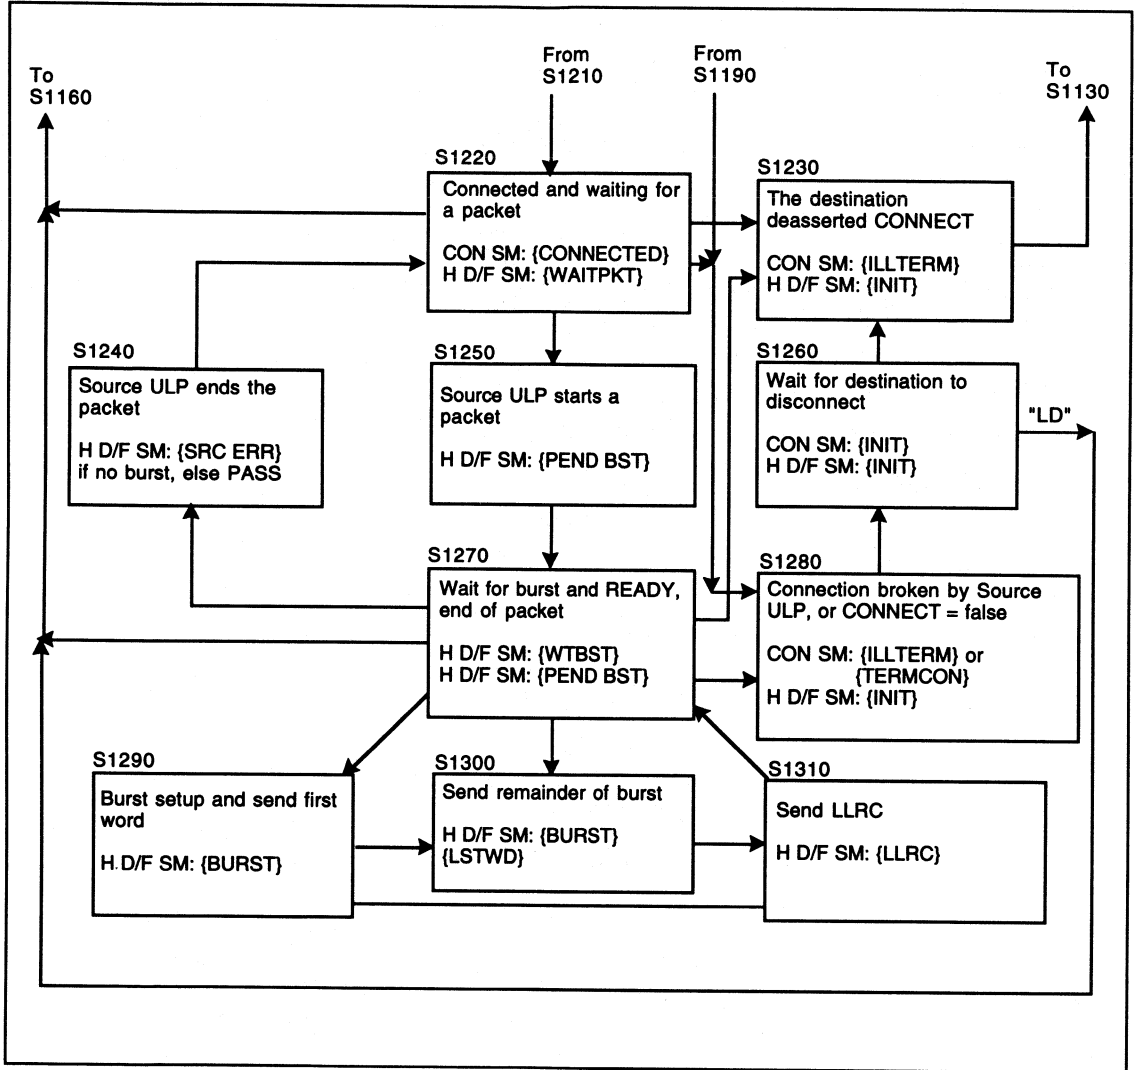 From
S1210
From
S1190
To
S1160
To
S1130
S1220
Connected and waiting for
a packet
CON SM: {CONNECTED}
H D/F SM: {WAITPKT}
S1230
The destination
deasserted CONNECT
CON SM: {ILLTERM}
H D/F SM: {INIT}
S1240
Source ULP ends the
packet
H D/F SM: {SRC ERR}
if no burst, else PASS
S1250
Source ULP starts a
packet
H D/F SM: {PEND BST}
S1260
Wait for destination to
disconnect
CON SM: {INIT}
H D/F SM: {INIT}
"LD"
S1270
Wait for burst and READY,
end of packet
H D/F SM: {WTBST}
H D/F SM: {PEND BST}
S1280
Connection broken by Source
ULP, or CONNECT = false
CON SM: {ILLTERM} or
{TERMCON}
H D/F SM: {INIT}
S1290
Burst setup and send first
word
H D/F SM: {BURST}
S1300
Send remainder of burst
H D/F SM: {BURST}
{LSTWD}
S1310
Send LLRC
H D/F SM: {LLRC}